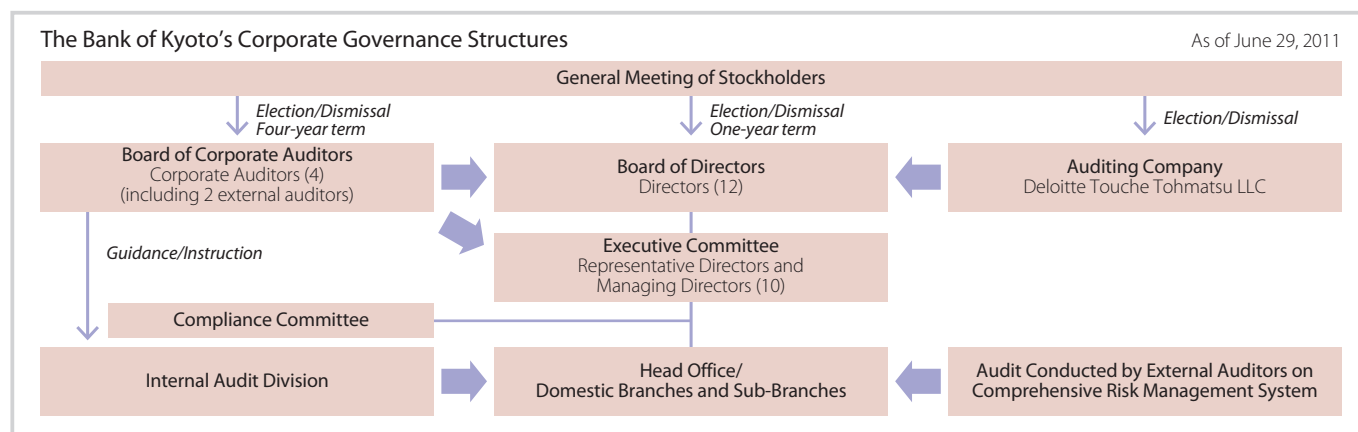 The Bank of Kyoto's Corporate Governance Structures
As of June 29, 2011
General Meeting of Stockholders
Election/Dismissal
Four-year term
Election/Dismissal
One-year term
Election/Dismissal
Board of Corporate Auditors
Corporate Auditors (4)
(including 2 external auditors)
Board of Directors
Directors (12)
Auditing Company
Deloitte Touche Tohmatsu LLC
Guidance/Instruction
Executive Committee
Representative Directors and
Managing Directors (10)
Compliance Committee
Internal Audit Division
Head Office/
Domestic Branches and Sub-Branches
Audit Conducted by External Auditors on
Comprehensive Risk Management System